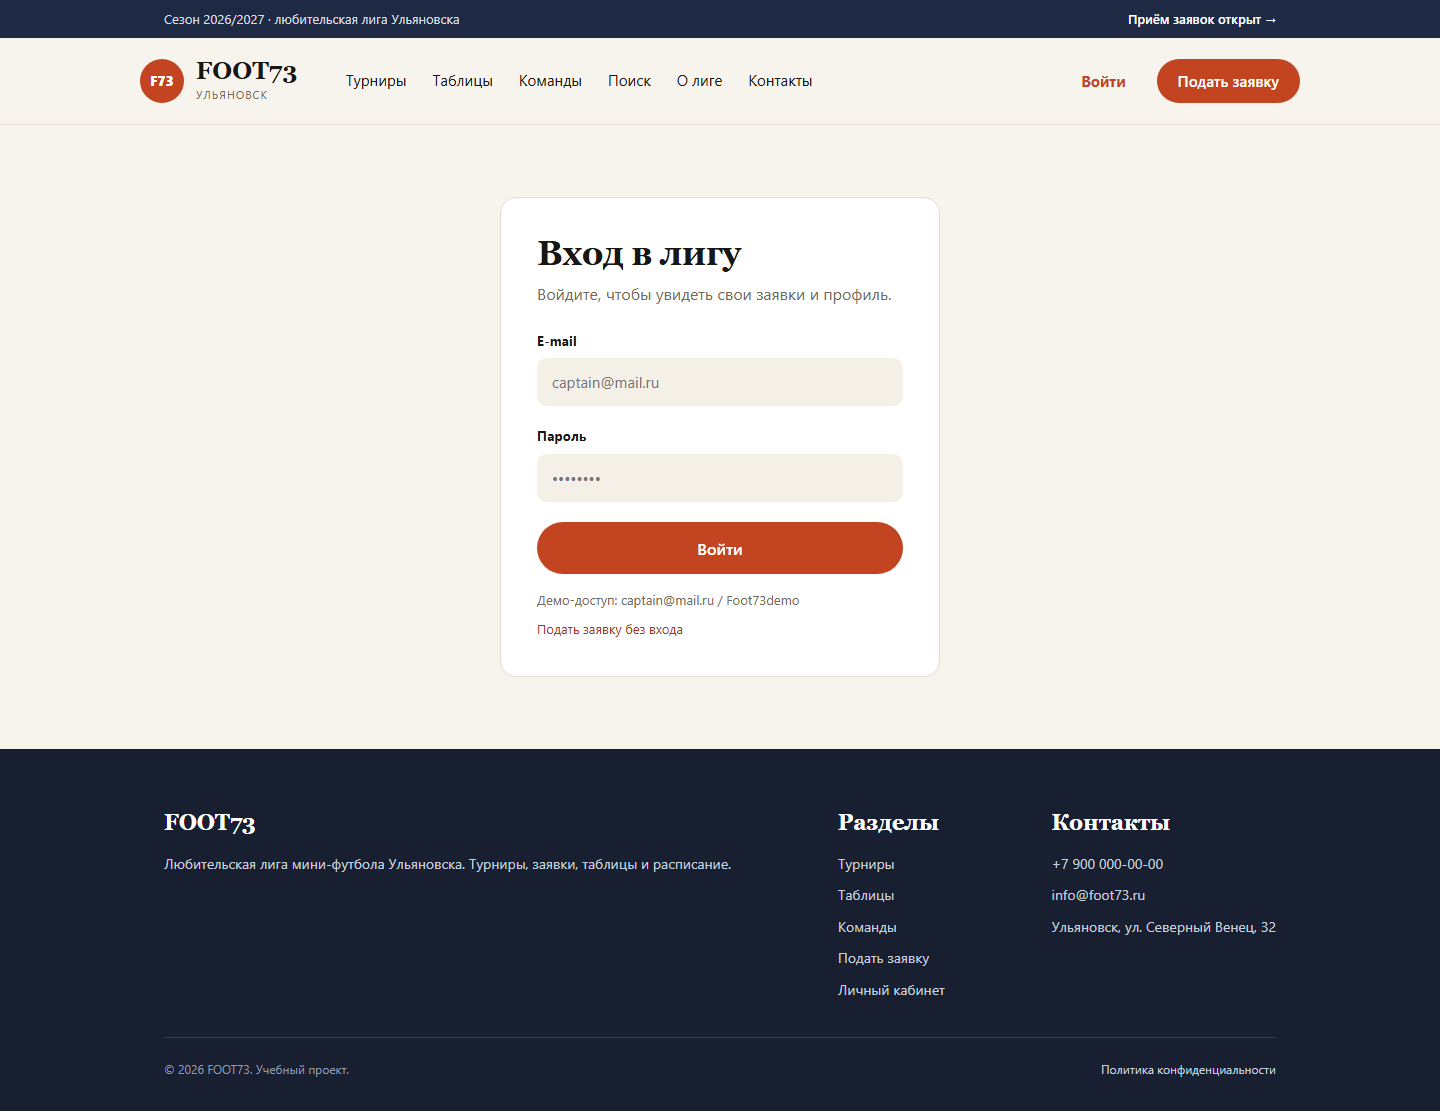 Сезон 2026/2027 · любительская лига Ульяновска
Приём заявок открыт →
F73
FOOT73
УЛЬЯНОВСК
Турниры
Таблицы
Команды
Поиск
О лиге
Контакты
Войти
Подать заявку
Вход в лигу
Войдите, чтобы увидеть свои заявки и профиль.
E-mail
captain@mail.ru
Пароль
••••••••
Войти
Демо-доступ: captain@mail.ru / Foot73demo
Подать заявку без входа
FOOT73
Любительская лига мини-футбола Ульяновска. Турниры, заявки, таблицы и расписание.
Разделы
Турниры
Таблицы
Команды
Подать заявку
Личный кабинет
Контакты
+7 900 000-00-00
info@foot73.ru
Ульяновск, ул. Северный Венец, 32
© 2026 FOOT73. Учебный проект.
Политика конфиденциальности